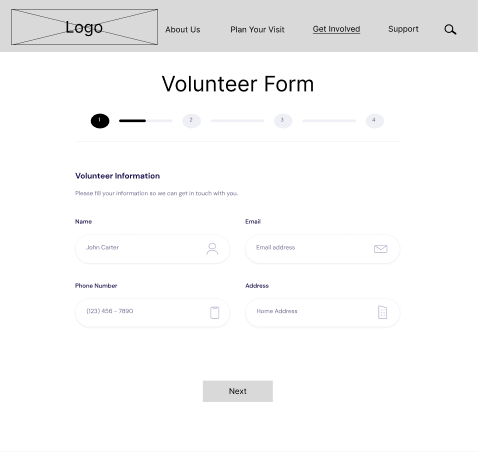 Logo
About Us
Plan Your Visit
Get Involved
Support
Volunteer Form
1
2
3
4
Volunteer Information
Please fill your information so we can get in touch with you.
Name
Email
John Carter
Email address
Phone Number
Address
(123) 456 - 7890
Home Address
Next